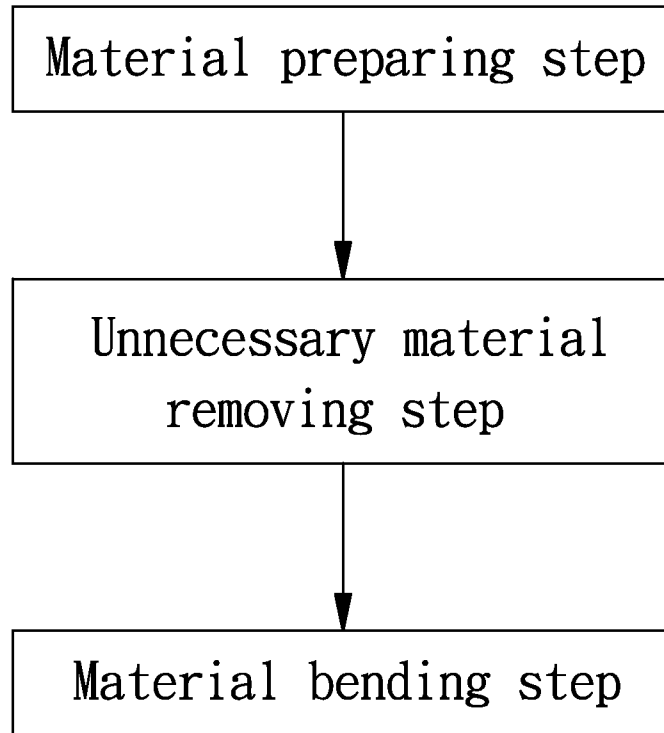 Material preparing step
Unnecessary material
removing step
Material bending step